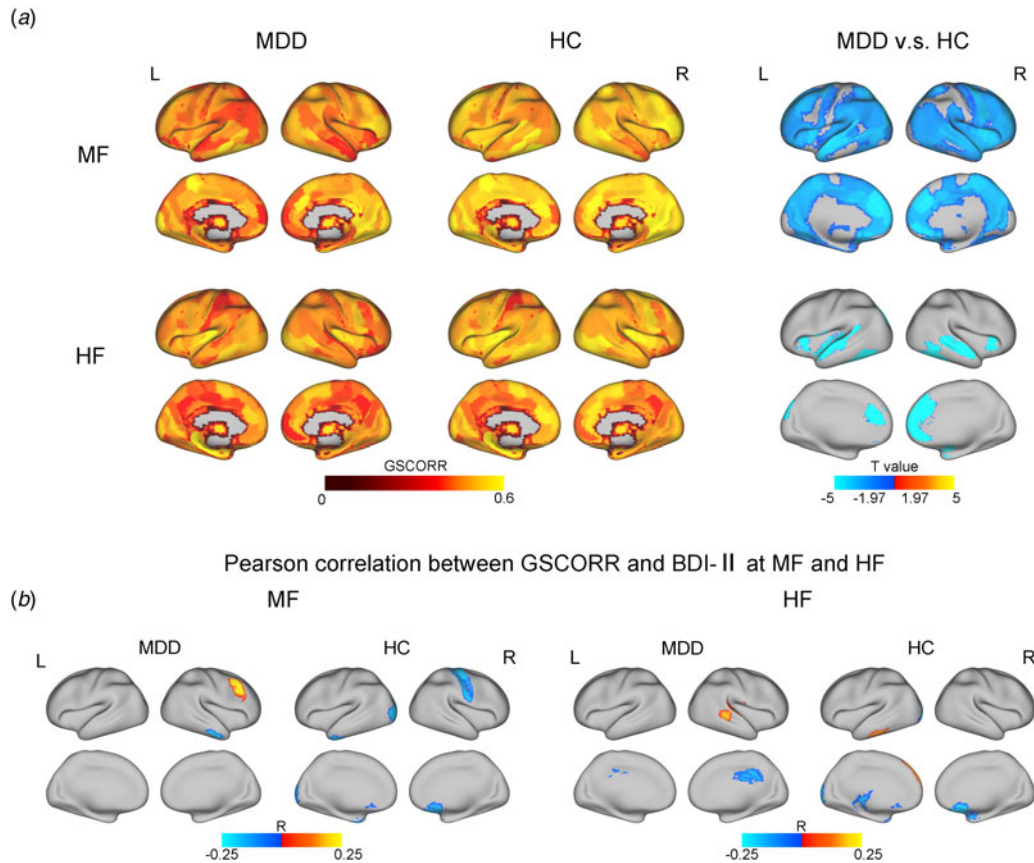 (a)
MDD HC MDD v.s. HC
L R L R
MF
HF
GSCORR
0 0.6
T value
-5 -1.97 1.97 5
Pearson correlation between GSCORR and BDI-II at MF and HF
(b)
MF HF
L MDD HC R L MDD HC R
R R
-0.25 0.25 -0.25 0.25